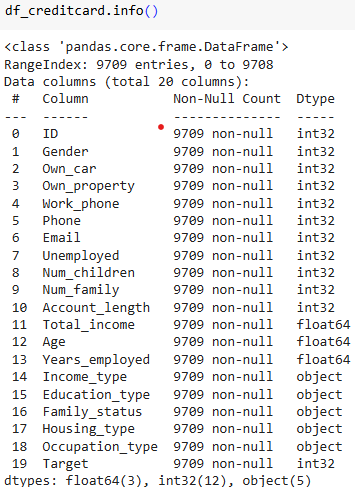 df_creditcard.info()
<class 'pandas.core.frame.DataFrame'>
RangeIndex: 9709 entries, 0 to 9708
Data columns (total 20 columns):
 #   Column           Non-Null Count  Dtype
---  ------           --------------  -----
 0   ID               9709 non-null   int32
 1   Gender           9709 non-null   int32
 2   Own_car          9709 non-null   int32
 3   Own_property     9709 non-null   int32
 4   Work_phone       9709 non-null   int32
 5   Phone            9709 non-null   int32
 6   Email            9709 non-null   int32
 7   Unemployed       9709 non-null   int32
 8   Num_children     9709 non-null   int32
 9   Num_family       9709 non-null   int32
 10  Account_length   9709 non-null   int32
 11  Total_income     9709 non-null   float64
 12  Age              9709 non-null   float64
 13  Years_employed   9709 non-null   float64
 14  Income_type      9709 non-null   object
 15  Education_type   9709 non-null   object
 16  Family_status    9709 non-null   object
 17  Housing_type     9709 non-null   object
 18  Occupation_type  9709 non-null   object
 19  Target           9709 non-null   int32
dtypes: float64(3), int32(12), object(5)